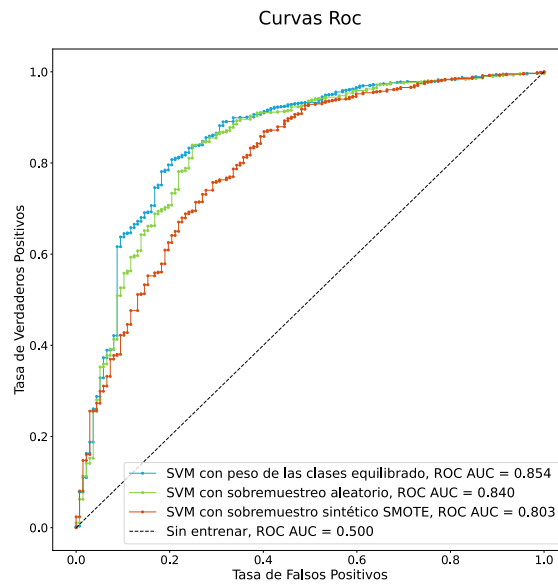 Curvas Roc
Tasa de Verdaderos Positivos
1.0
0.8
0.6
0.4
0.2
0.0
SVM con peso de las clases equilibrado, ROC AUC = 0.854
SVM con sobremuestreo aleatorio, ROC AUC = 0.840
SVM con sobremuestro sintético SMOTE, ROC AUC = 0.803
Sin entrenar, ROC AUC = 0.500
0.0 0.2 0.4 0.6 0.8 1.0
Tasa de Falsos Positivos